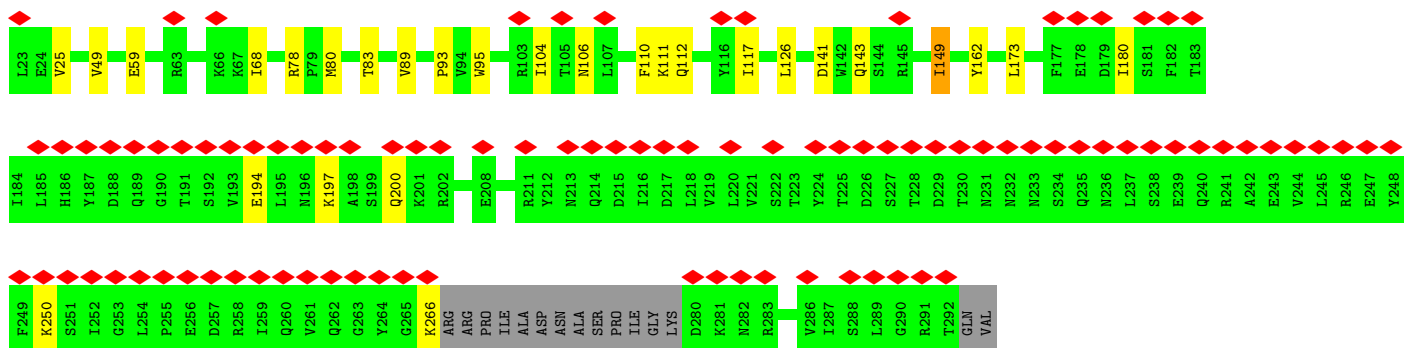 L23 E24 V25 V49 E59 R63 K66 K67 I68 R78 P79 M80 T83 V89 P93 V94 W95 R103 I104 T105 N106 L107 F110 K111 Q112 Y116 I117 L126 D141 W142 Q143 S144 R145 I149 Y162 L173 F177 E178 D179 I180 S181 F182 T183
I184 L185 H186 Y187 D188 Q189 G190 T191 S192 V193 E194 L195 N196 K197 A198 S199 Q200 K201 R202 E208 R211 Y212 N213 Q214 D215 I216 D217 L218 V219 L220 V221 S222 T223 Y224 T225 D226 S227 T228 D229 T230 N231 N232 N233 S234 Q235 N236 L237 S238 E239 Q240 R241 A242 E243 V244 L245 R246 E247 Y248
F249 K250 S251 I252 G253 L254 P255 E256 D257 R258 I259 Q260 V261 Q262 G263 Y264 G265 K266 ARG ARG PRO ILE ALA ASP ASN ALA SER PRO ILE GLY LYS D280 K281 N282 R283 V286 I287 S288 L289 G290 R291 T292 GLN VAL